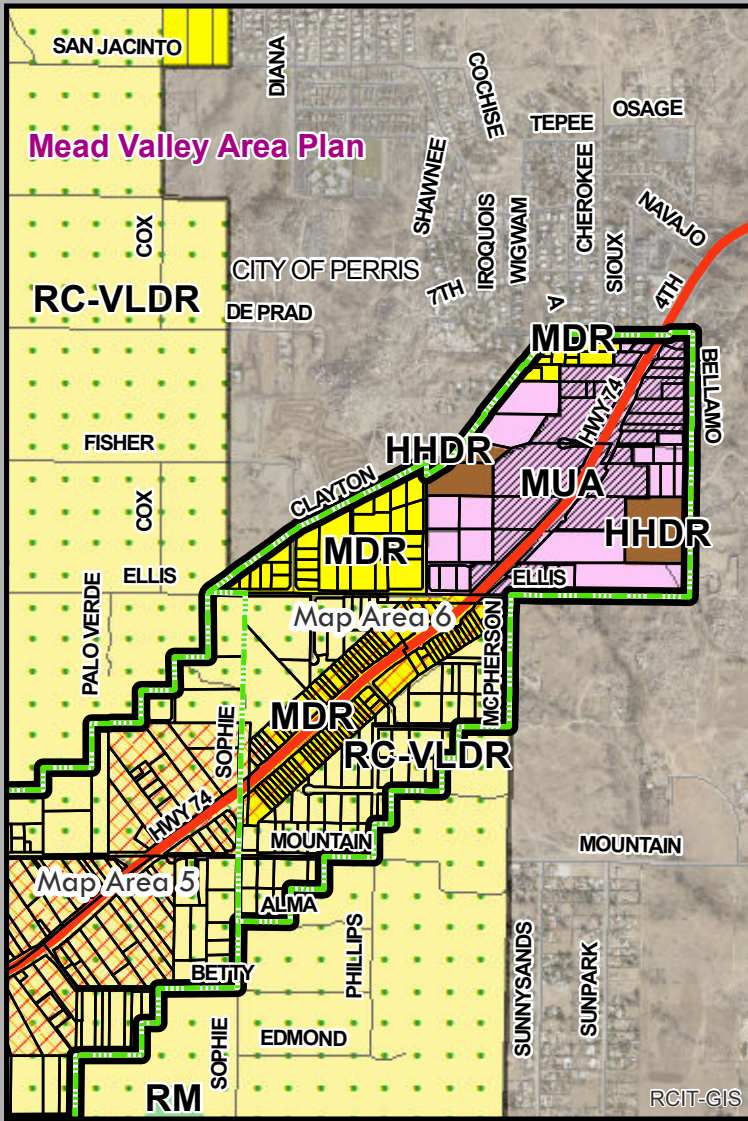 SAN JACINTO
DIANA
COCHISE
OSAGE
TEPEE
Mead Valley Area Plan
SHAWNEE
CHEROKEE
NAVAJO
IROQUOIS
WIGWAM
COX
SIOUX
CITY OF PERRIS
RC-VLDR
7TH
4TH
DE PRAD
A
MDR
BELLAMO
HWY 74
FISHER
HHDR
CLAYTON
MUA
COX
HHDR
MDR
ELLIS
ELLIS
Map Area 6
PALO VERDE
MCPHERSON
SOPHIE
MDR
RC-VLDR
HWY 74
MOUNTAIN
MOUNTAIN
Map Area 5
ALMA
PHILLIPS
BETTY
SUNNYSANDS
SUNPARK
SOPHIE
EDMOND
RM
RCIT-GIS